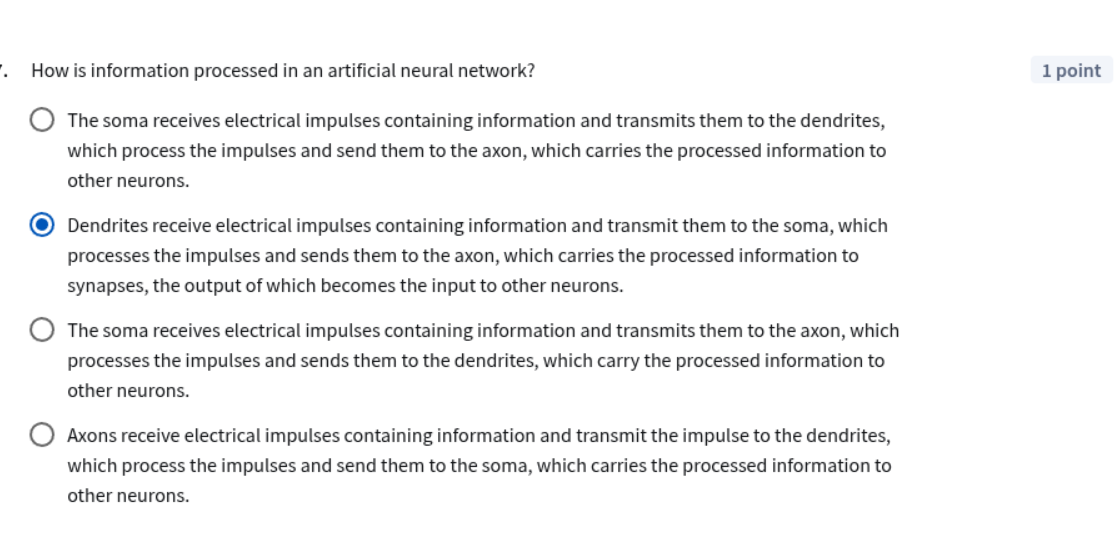 . How is information processed in an artificial neural network? 1 point
The soma receives electrical impulses containing information and transmits them to the dendrites,
which process the impulses and send them to the axon, which carries the processed information to
other neurons.
Dendrites receive electrical impulses containing information and transmit them to the soma, which
processes the impulses and sends them to the axon, which carries the processed information to
synapses, the output of which becomes the input to other neurons.
The soma receives electrical impulses containing information and transmits them to the axon, which
processes the impulses and sends them to the dendrites, which carry the processed information to
other neurons.
Axons receive electrical impulses containing information and transmit the impulse to the dendrites,
which process the impulses and send them to the soma, which carries the processed information to
other neurons.